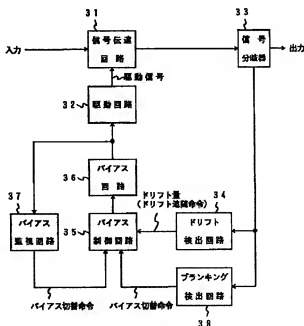 31
33
入力
信号伝達
回路
信号
分岐器
出力
駆動信号
32
駆動回路
36
バイアス
回路
ドリフト量
(ドリフト追随命令)
34
37
バイアス
監視回路
35
バイアス
制御回路
ドリフト
検出回路
バイアス切替命令
バイアス切替命令
ブランキング
検出回路
38